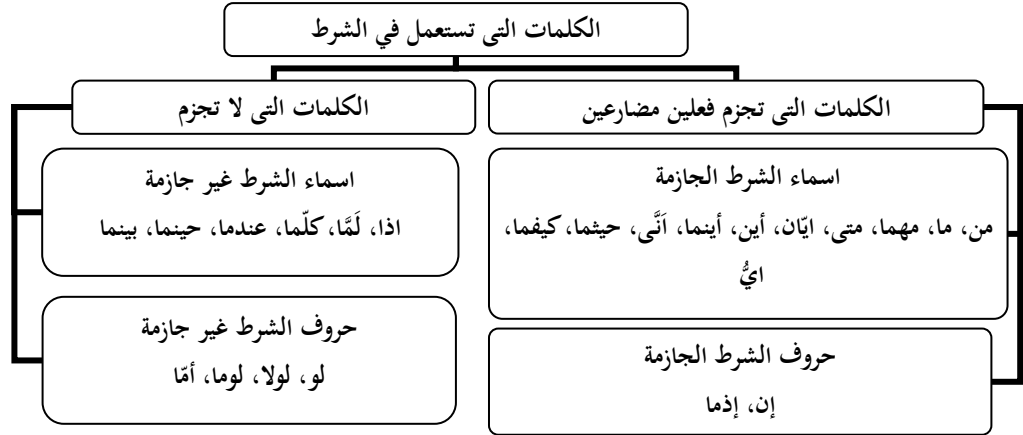 الكلمات التى تستعمل في الشرط
الكلمات التى تجزم فعلين مضارعين
اسماء الشرط الجازمة
من، ما، مهما، متى، ايّان، أين، أينما، اَنَّى، حيثما، كيفما،
ايُّ
حروف الشرط الجازمة
إن، إذما
الكلمات التى لا تجزم
اسماء الشرط غير جازمة
اذا، لَمَّا، كلّما، عندما، حينما، بينما
حروف الشرط غير جازمة
لو، لولا، لوما، أمّا